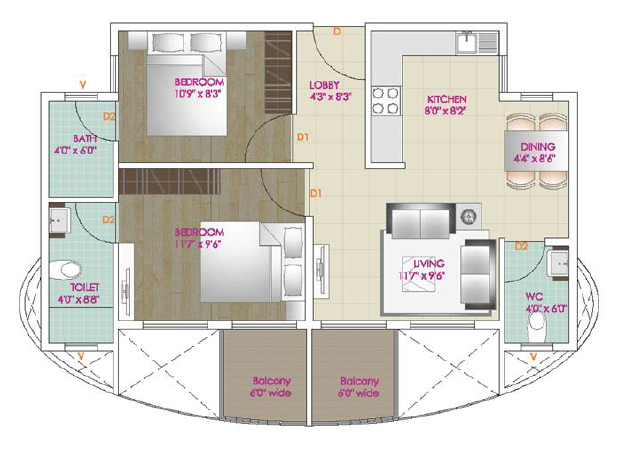 D
BEDROOM
10'9" x 8'3"
LOBBY
4'3" x 8'3"
KITCHEN
8'0" x 8'2"
V
D2
BATH
4'0" x 6'0"
D1
DINING
4'4" x 8'6"
D1
D2
BEDROOM
11'7" x 9'6"
LIVING
11'7" x 9'6"
D2
TOILET
4'0" x 8'8"
WC
4'0" x 6'0"
V
V
Balcony
6'0" wide
Balcony
6'0" wide